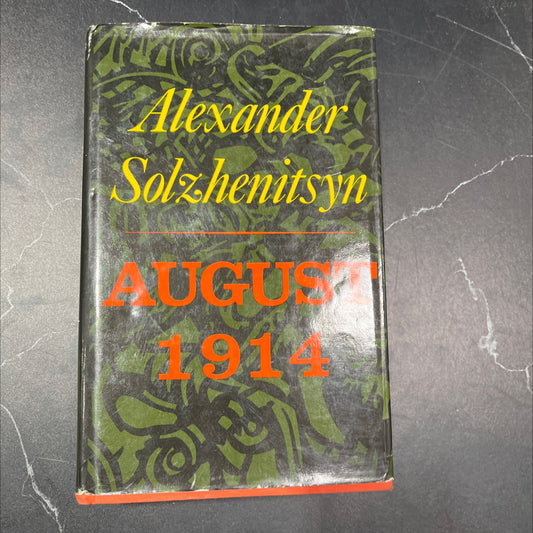 Alexander
Solzhenitsyn
AUGUST
1914